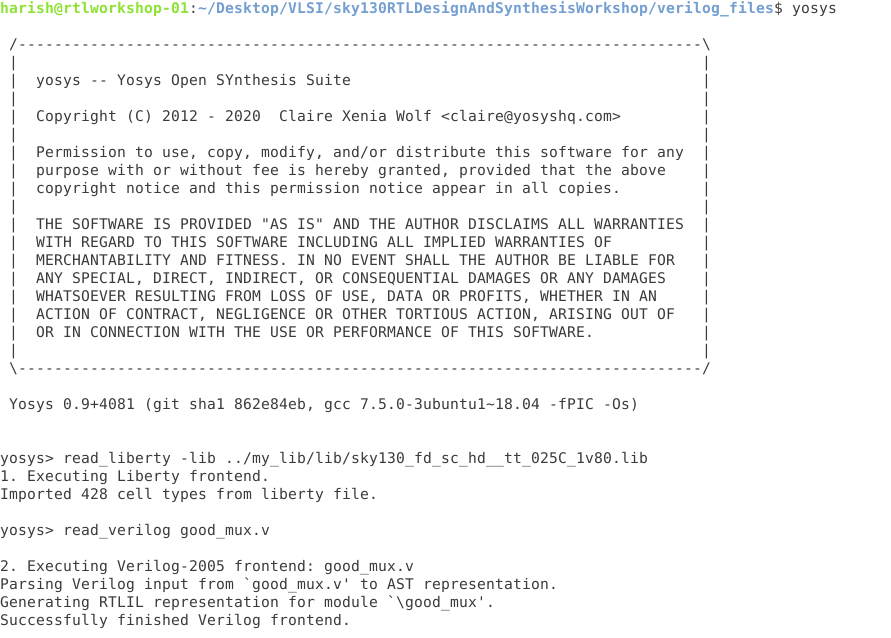 harish@rtlworkshop-01:~/Desktop/VLSI/sky130RTLDesignAndSynthesisWorkshop/verilog_files$ yosys
/----------------------------------------------------------------------------\
| |
| yosys -- Yosys Open SYnthesis Suite |
| |
| Copyright (C) 2012 - 2020 Claire Xenia Wolf <claire@yosyshq.com> |
| |
| Permission to use, copy, modify, and/or distribute this software for any |
| purpose with or without fee is hereby granted, provided that the above |
| copyright notice and this permission notice appear in all copies. |
| |
| THE SOFTWARE IS PROVIDED "AS IS" AND THE AUTHOR DISCLAIMS ALL WARRANTIES |
| WITH REGARD TO THIS SOFTWARE INCLUDING ALL IMPLIED WARRANTIES OF |
| MERCHANTABILITY AND FITNESS. IN NO EVENT SHALL THE AUTHOR BE LIABLE FOR |
| ANY SPECIAL, DIRECT, INDIRECT, OR CONSEQUENTIAL DAMAGES OR ANY DAMAGES |
| WHATSOEVER RESULTING FROM LOSS OF USE, DATA OR PROFITS, WHETHER IN AN |
| ACTION OF CONTRACT, NEGLIGENCE OR OTHER TORTIOUS ACTION, ARISING OUT OF |
| OR IN CONNECTION WITH THE USE OR PERFORMANCE OF THIS SOFTWARE. |
| |
\----------------------------------------------------------------------------/
Yosys 0.9+4081 (git sha1 862e84eb, gcc 7.5.0-3ubuntu1~18.04 -fPIC -Os)
yosys> read_liberty -lib ../my_lib/lib/sky130_fd_sc_hd__tt_025C_1v80.lib
1. Executing Liberty frontend.
Imported 428 cell types from liberty file.
yosys> read_verilog good_mux.v
2. Executing Verilog-2005 frontend: good_mux.v
Parsing Verilog input from `good_mux.v' to AST representation.
Generating RTLIL representation for module `\good_mux'.
Successfully finished Verilog frontend.